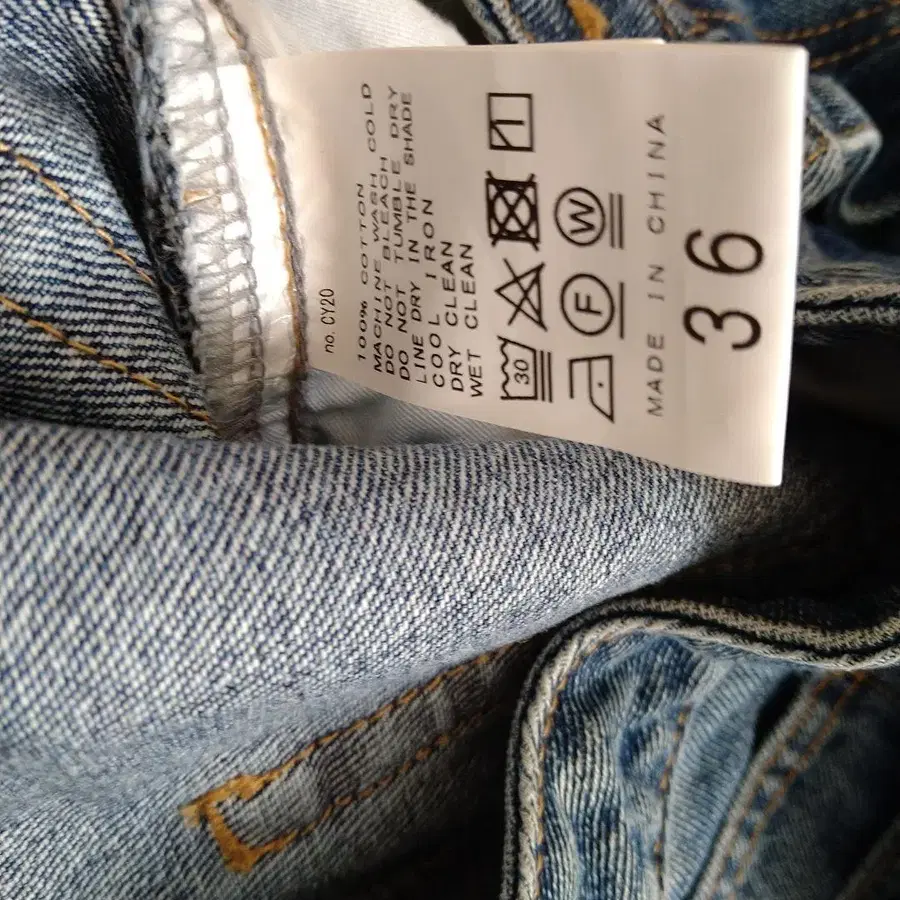 no. CY20
100% COTTON
MACHINE WASH COLD
DO NOT BLEACH
DO NOT TUMBLE DRY
LINE DRY IN THE SHADE
COOL IRON
DRY CLEAN
WET CLEAN
30
F W
MADE IN CHINA
36